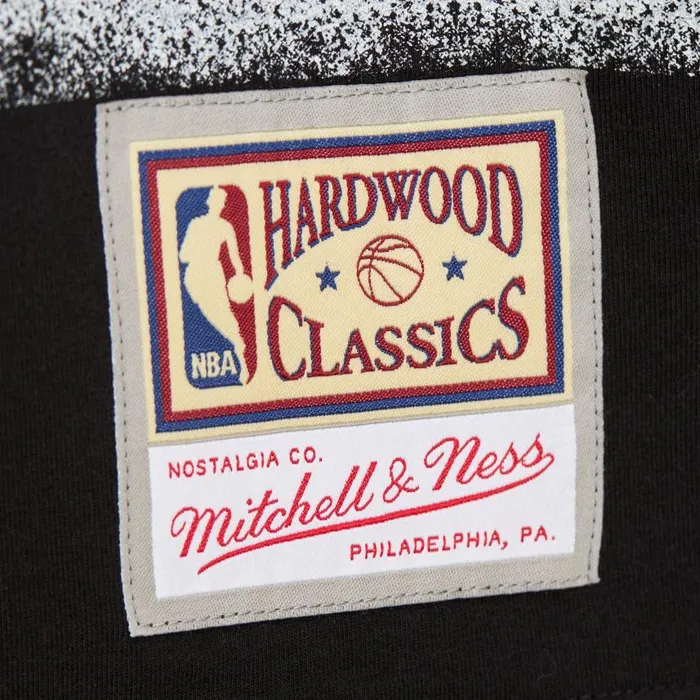 HARDWOOD
CLASSICS
NBA
NOSTALGIA CO.
Mitchell & Ness
PHILADELPHIA, PA.